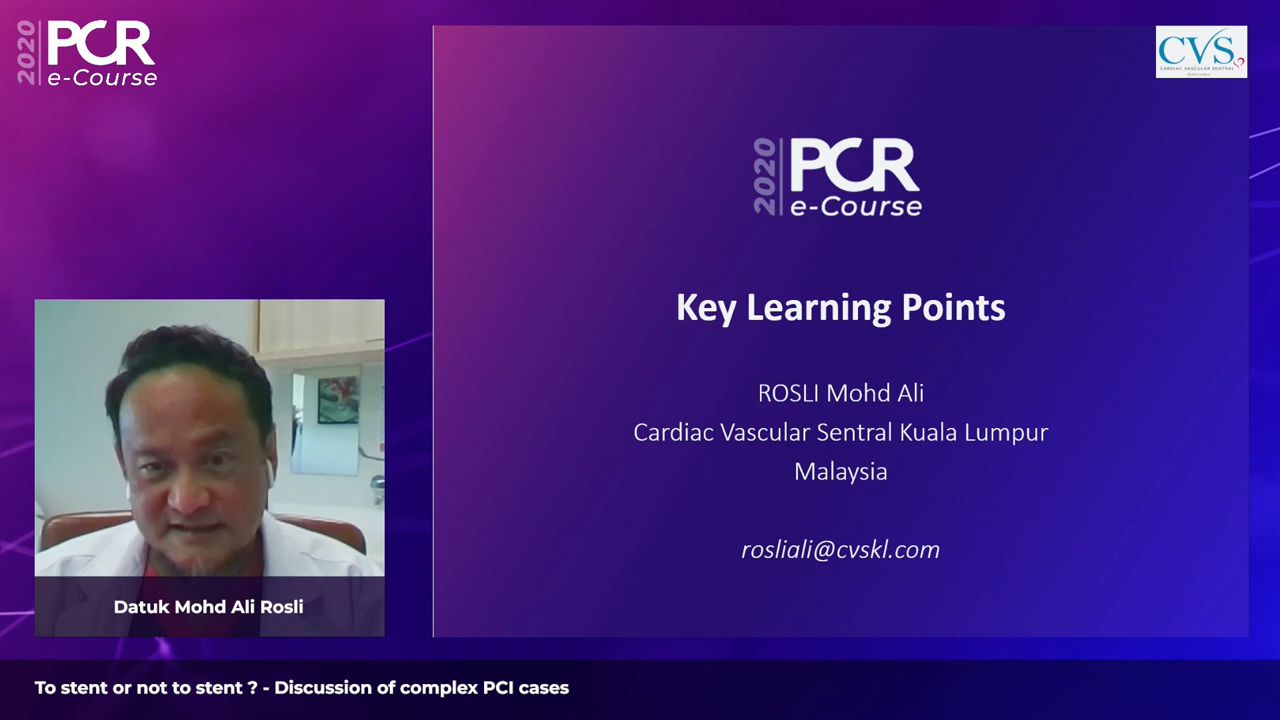 2020
PCR
e-Course
CVS
CARDIAC VASCULAR SENTRAL
2020
PCR
e-Course
Key Learning Points
ROSLI Mohd Ali
Cardiac Vascular Sentral Kuala Lumpur
Malaysia
rosliali@cvskl.com
Datuk Mohd Ali Rosli
To stent or not to stent ? - Discussion of complex PCI cases